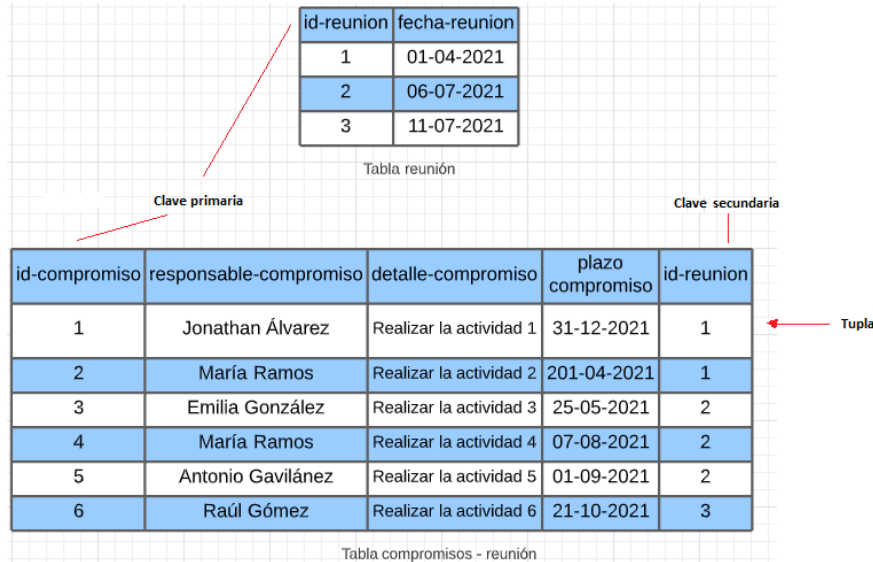 id-reunion fecha-reunion
1 01-04-2021
2 06-07-2021
3 11-07-2021
Tabla reunión
Clave primaria
Clave secundaria
id-compromiso responsable-compromiso detalle-compromiso plazo compromiso id-reunion
1 Jonathan Álvarez Realizar la actividad 1 31-12-2021 1
Tupla
2 María Ramos Realizar la actividad 2 201-04-2021 1
3 Emilia González Realizar la actividad 3 25-05-2021 2
4 María Ramos Realizar la actividad 4 07-08-2021 2
5 Antonio Gavilánez Realizar la actividad 5 01-09-2021 2
6 Raúl Gómez Realizar la actividad 6 21-10-2021 3
Tabla compromisos - reunión